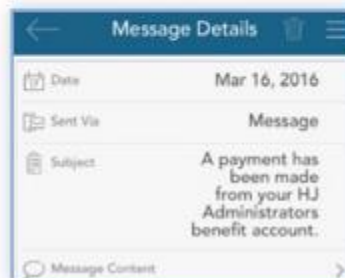 Message Details
Date Mar 16, 2016
Sent Via Message
Subject A payment has
been made
from your HJ
Administrators
benefit account.
Message Content